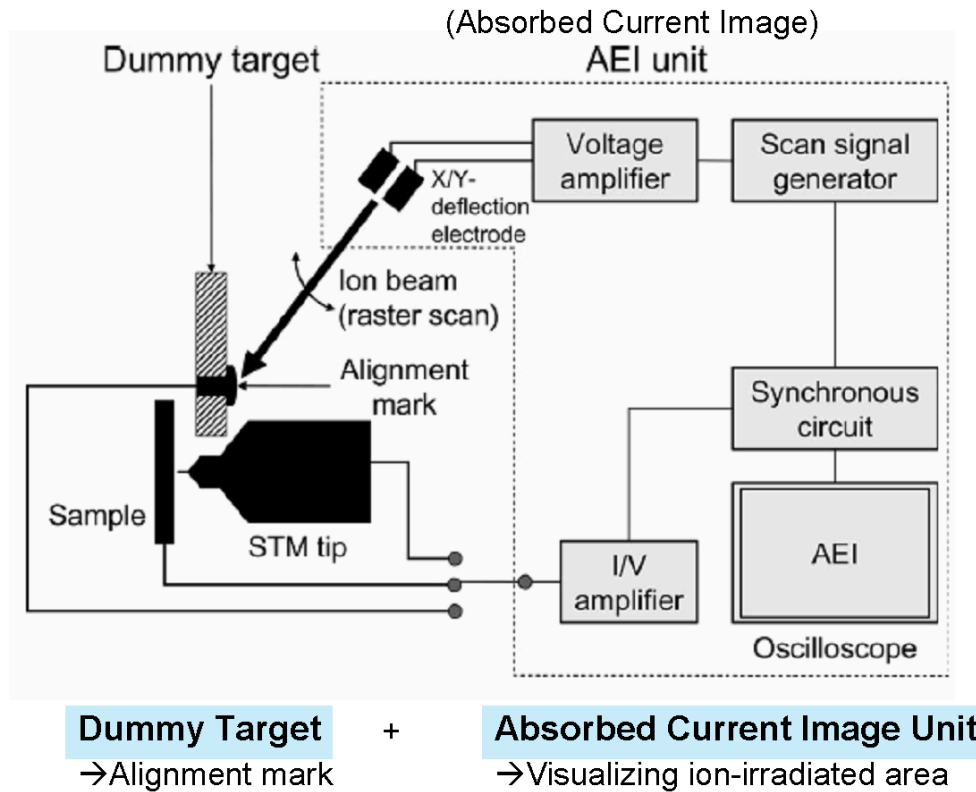 (Absorbed Current Image)
Dummy target
AEI unit
Voltage
amplifier
Scan signal
generator
X/Y-
deflection
electrode
Ion beam
(raster scan)
Alignment
mark
Synchronous
circuit
Sample
STM tip
I/V
amplifier
AEI
Oscilloscope
Dummy Target + Absorbed Current Image Unit
→Alignment mark →Visualizing ion-irradiated area